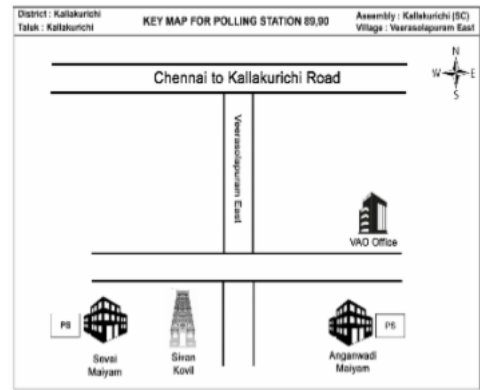 District : Kallakurichi
Taluk : Kallakurichi
KEY MAP FOR POLLING STATION 89,90
Assembly : Kallakurichi (SC)
Village : Veerasolapuram East
N
W E
S
Chennai to Kallakurichi Road
Veerasolapuram East
VAO Office
PS
Sevai
Maiyam
Sivan
Kovil
PS
Anganwadi
Maiyam